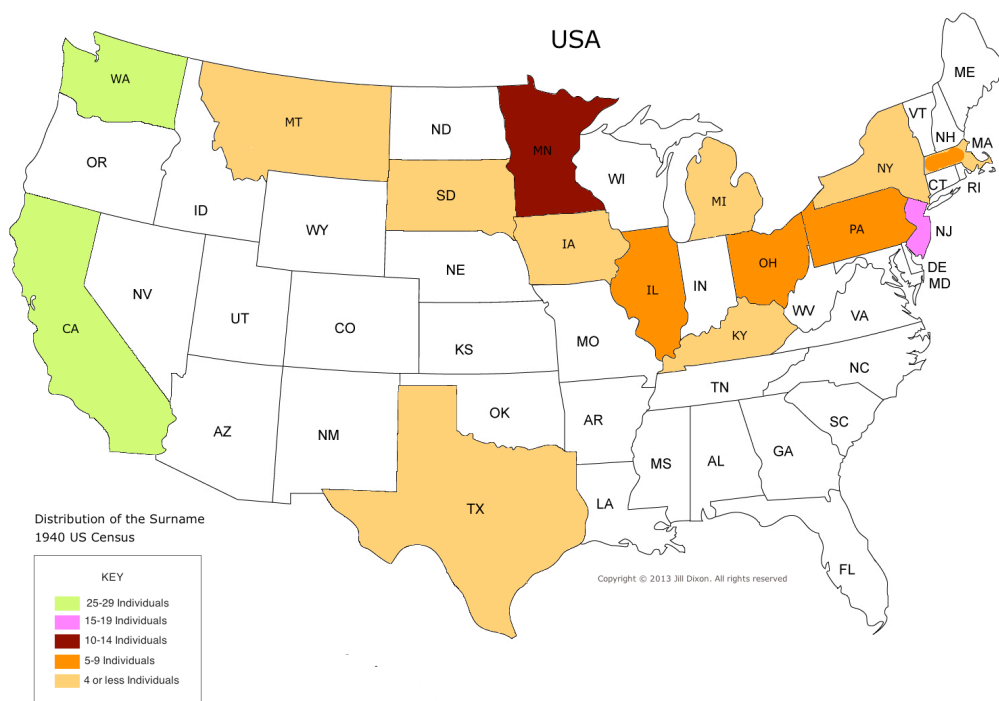 USA
WA
MT
ND
MN
ME
VT
NH
MA
OR
ID
SD
WI
MI
NY
CT
RI
WY
IA
PA
NJ
NV
NE
IL
IN
OH
DE
MD
CA
UT
CO
KS
MO
KY
WV
VA
TN
NC
AZ
NM
OK
AR
SC
MS
AL
GA
TX
LA
FL
Distribution of the Surname
1940 US Census
Copyright © 2013 Jill Dixon. All rights reserved
KEY
25-29 Individuals
15-19 Individuals
10-14 Individuals
5-9 Individuals
4 or less Individuals